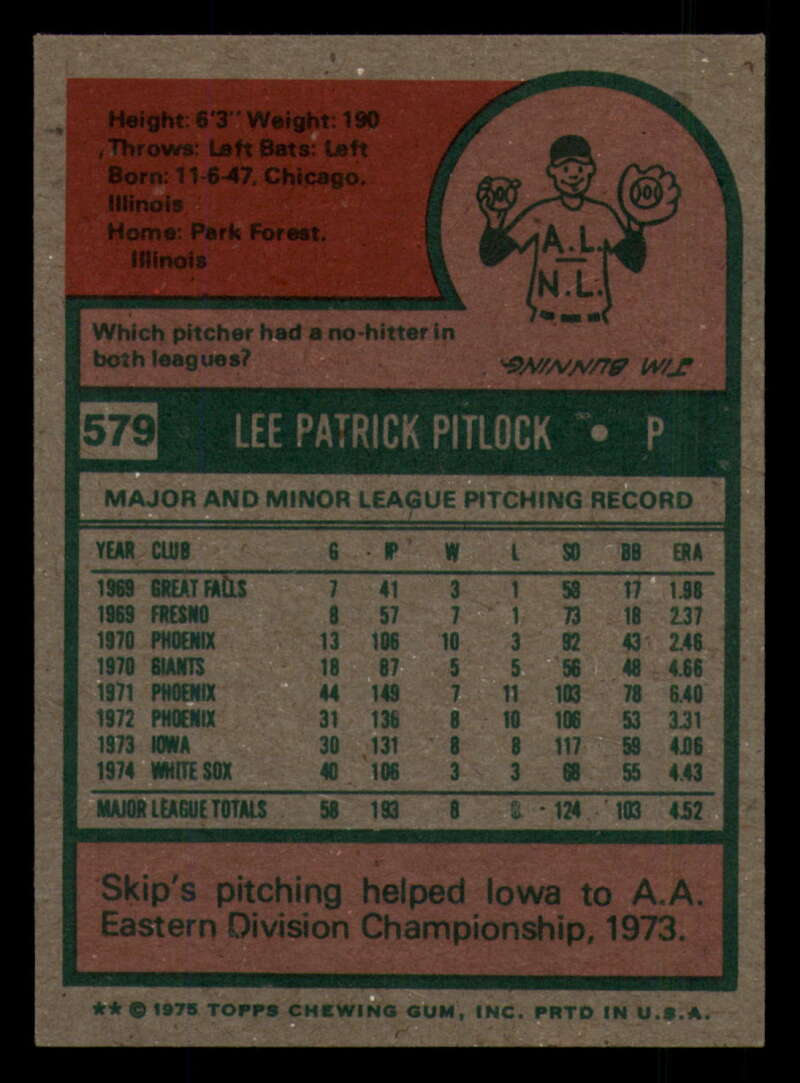 Height: 6'3" Weight: 190
Throws: Left Bats: Left
Born: 11-6-47, Chicago,
Illinois
Home: Park Forest,
Illinois
A.L.
N.L.
Which pitcher had a no-hitter in
both leagues?
JIM BUNNING
579 LEE PATRICK PITLOCK • P
MAJOR AND MINOR LEAGUE PITCHING RECORD
YEAR CLUB G IP W L SO BB ERA
1969 GREAT FALLS 7 41 3 1 58 17 1.98
1969 FRESNO 8 57 7 1 73 18 2.37
1970 PHOENIX 13 106 10 3 92 43 2.46
1970 GIANTS 18 87 5 5 56 48 4.66
1971 PHOENIX 44 149 7 11 103 78 6.40
1972 PHOENIX 31 136 8 10 106 53 3.31
1973 IOWA 30 131 8 8 117 59 4.06
1974 WHITE SOX 40 106 3 3 68 55 4.43
MAJOR LEAGUE TOTALS 58 193 8 8 124 103 4.52
Skip's pitching helped Iowa to A.A.
Eastern Division Championship, 1973.
** © 1975 TOPPS CHEWING GUM, INC. PRTD IN U.S.A.